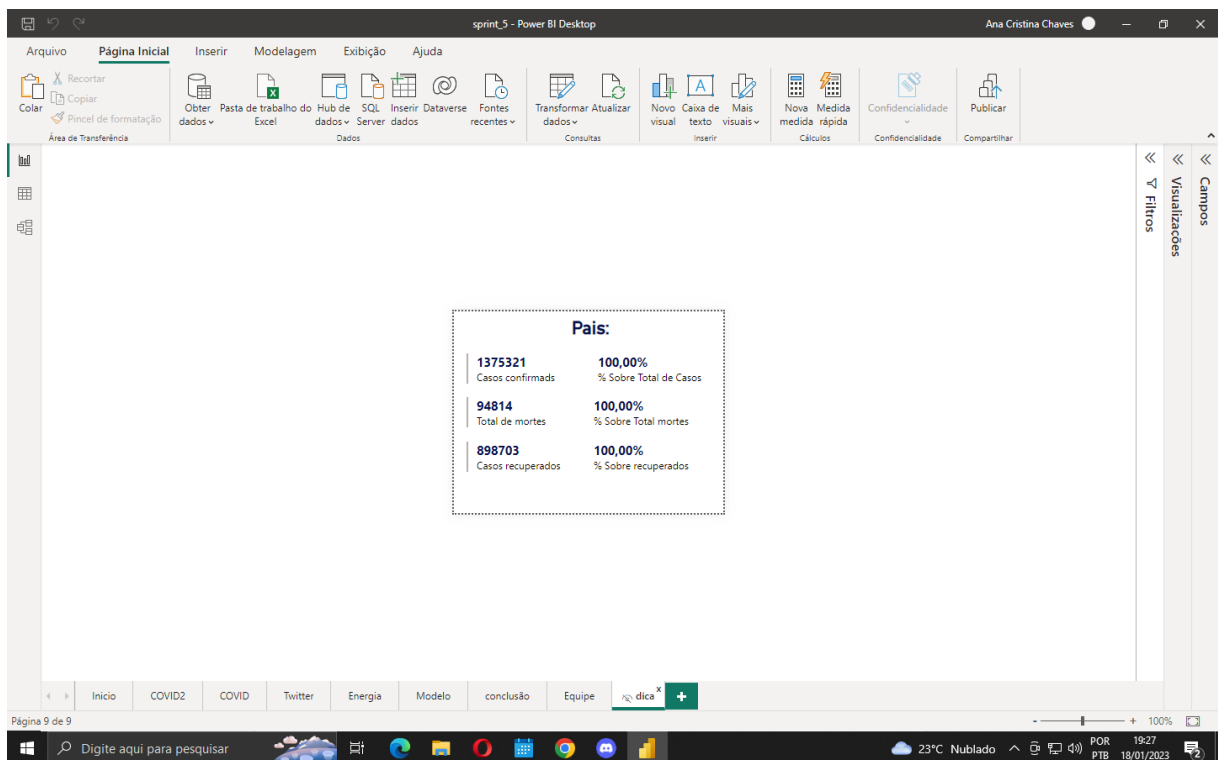 sprint_5 - Power BI Desktop
Ana Cristina Chaves
Arquivo Página Inicial Inserir Modelagem Exibição Ajuda
Colar
Recortar
Copiar
Pincel de formatação
Área de Transferência
Obter dados
Pasta de trabalho do Excel
Hub de dados
SQL Server
Inserir dados
Dataverse
Fontes recentes
Dados
Transformar dados
Atualizar
Consultas
Novo visual
Caixa de texto
Mais visuais
Inserir
Nova medida
Medida rápida
Cálculos
Confidencialidade
Confidencialidade
Publicar
Compartilhar
Filtros
Visualizações
Campos
Pais:
1375321 100,00%
Casos confirmads % Sobre Total de Casos
94814 100,00%
Total de mortes % Sobre Total mortes
898703 100,00%
Casos recuperados % Sobre recuperados
Inicio COVID2 COVID Twitter Energia Modelo conclusão Equipe dica x +
Página 9 de 9
- + 100%
Digite aqui para pesquisar
23°C Nublado
POR
PTB
19:27
18/01/2023
2